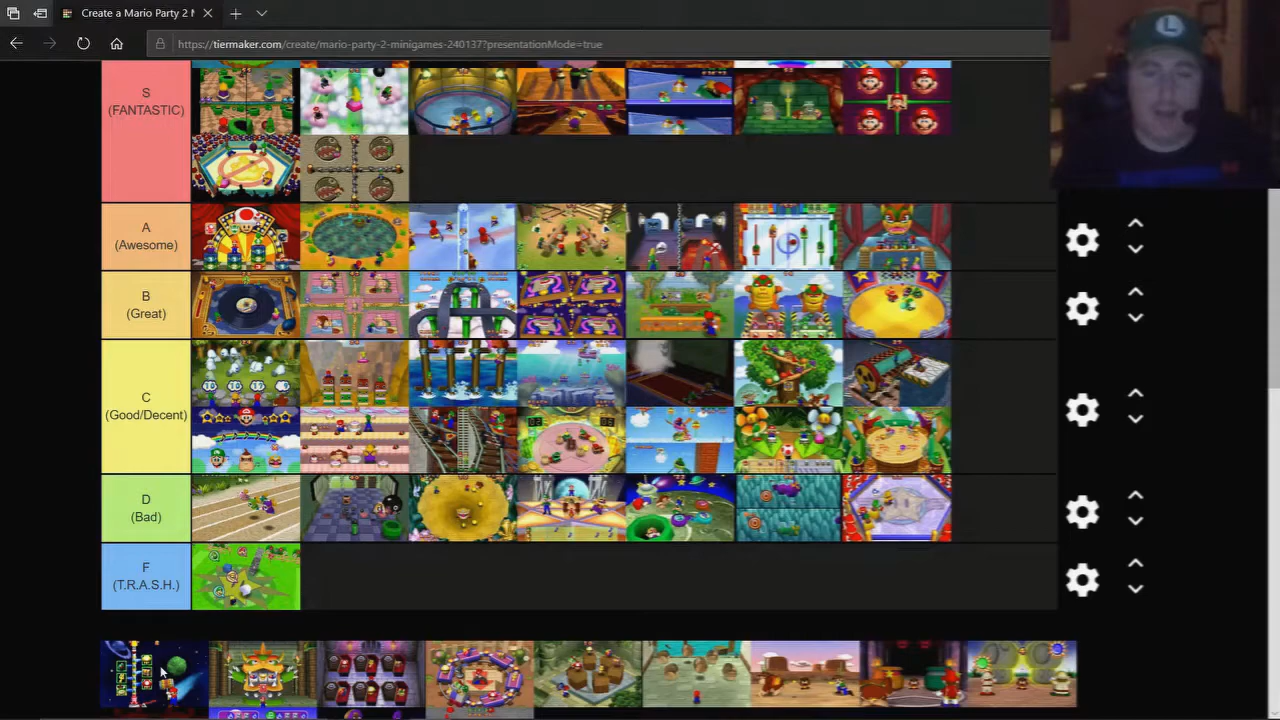 Create a Mario Party 2 M
https://tiermaker.com/create/mario-party-2-minigames-240137?presentationMode=true
L
S
(FANTASTIC)
A
(Awesome)
B
(Great)
C
(Good/Decent)
D
(Bad)
F
(T.R.A.S.H.)